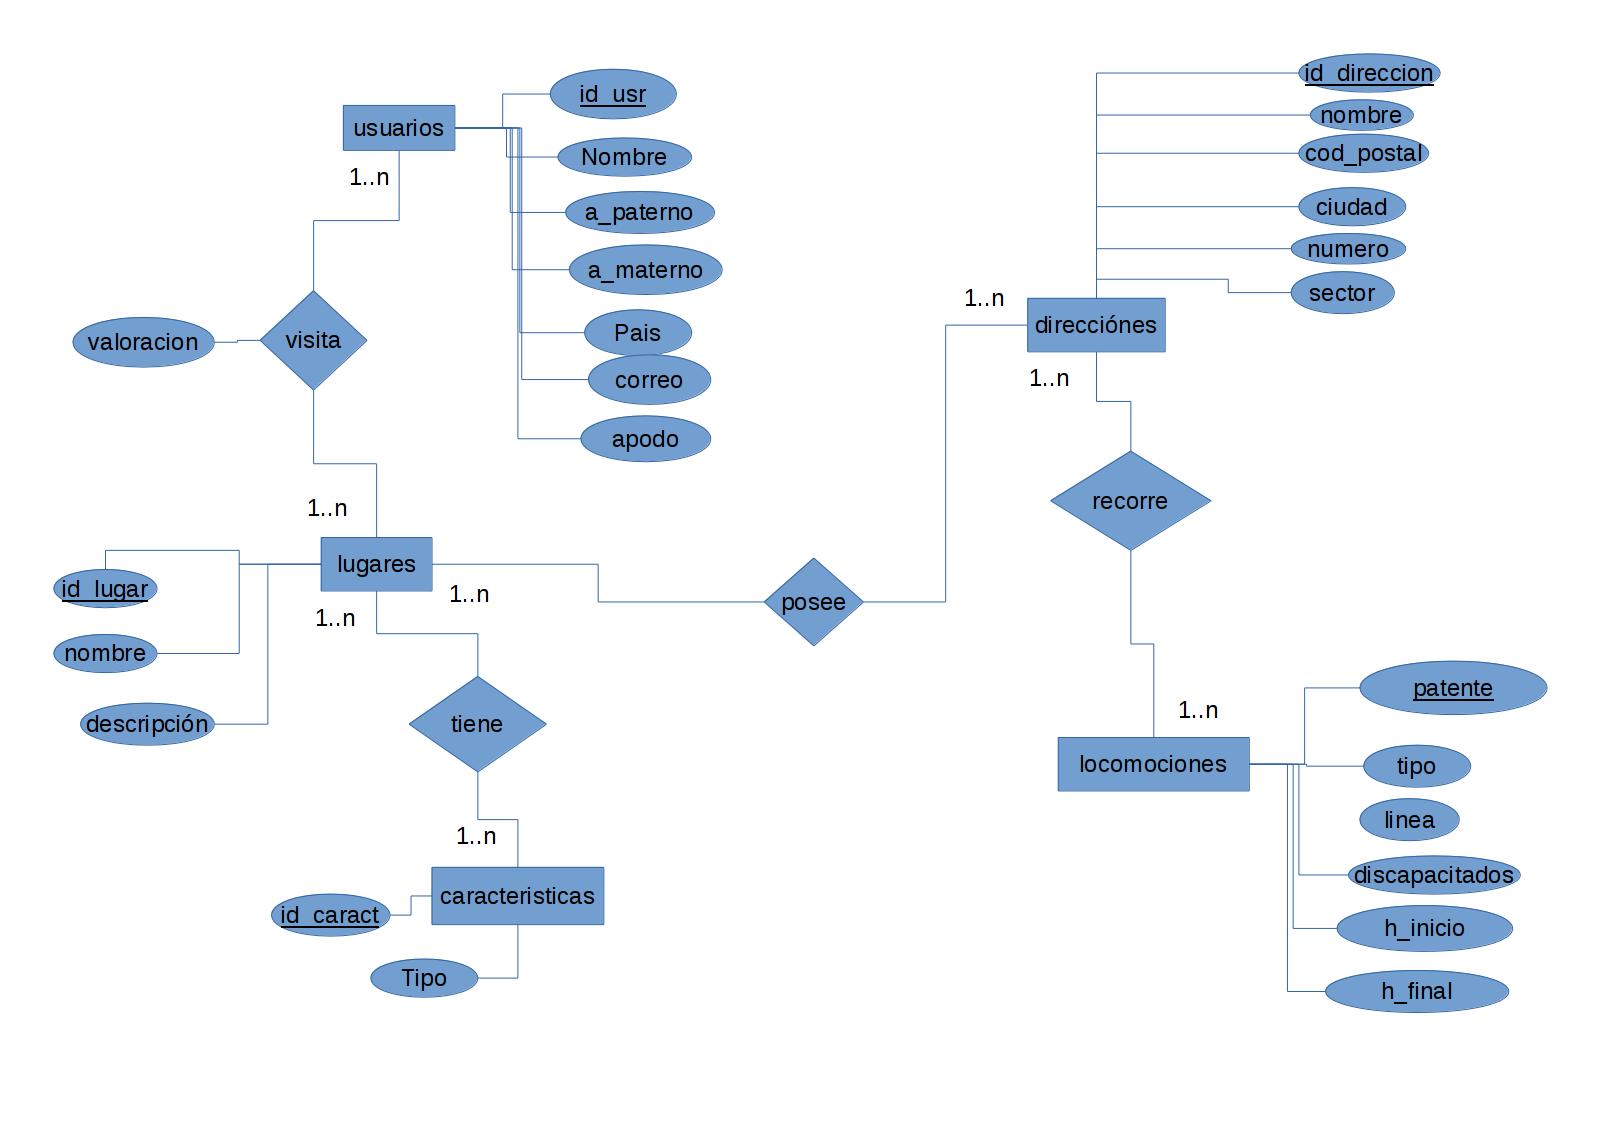 id_usr
usuarios
Nombre
1..n
a_paterno
a_materno
Pais
correo
apodo
valoracion
visita
1..n
id_lugar
lugares
1..n
1..n
nombre
descripción
tiene
posee
1..n
id_caract
caracteristicas
Tipo
id_direccion
nombre
cod_postal
ciudad
numero
sector
1..n
direcciónes
1..n
recorre
1..n
locomociones
patente
tipo
linea
discapacitados
h_inicio
h_final